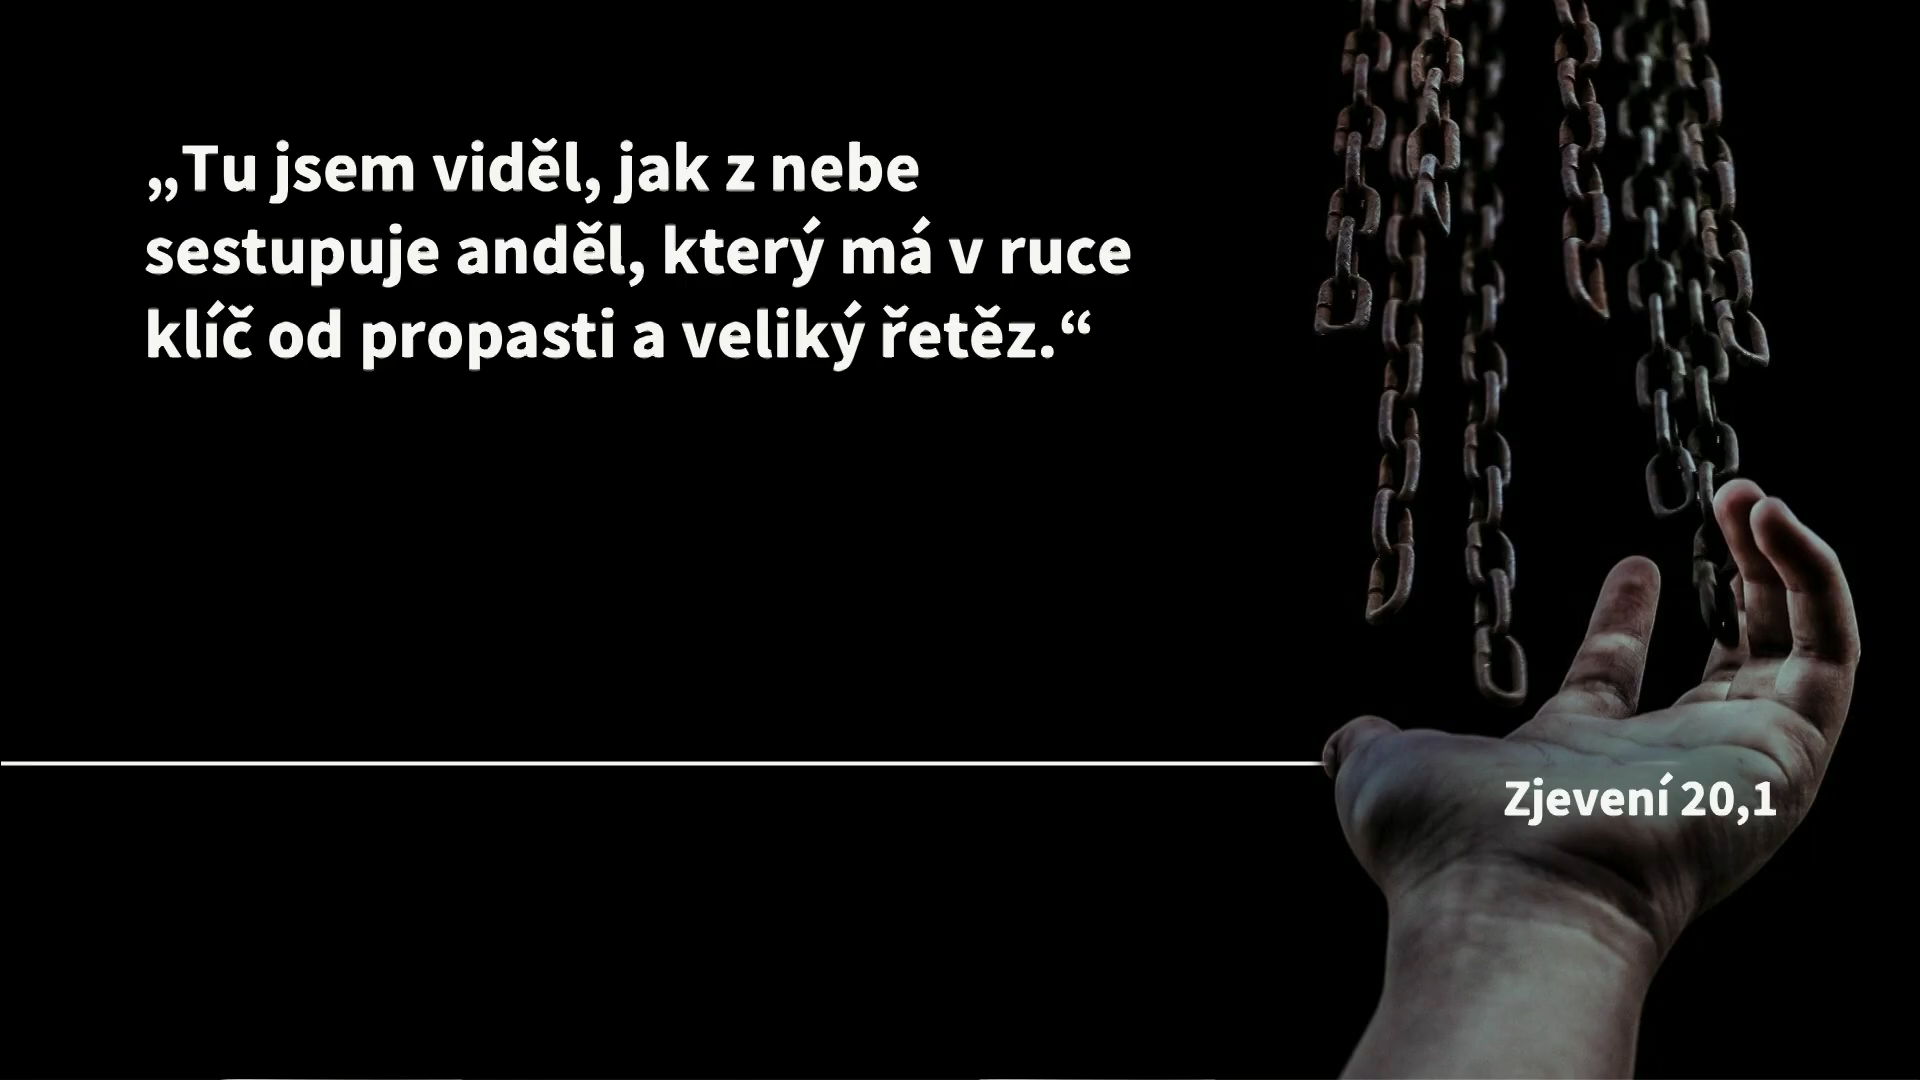 „Tu jsem viděl, jak z nebe
sestupuje anděl, který má v ruce
klíč od propasti a veliký řetěz.“
Zjevení 20,1